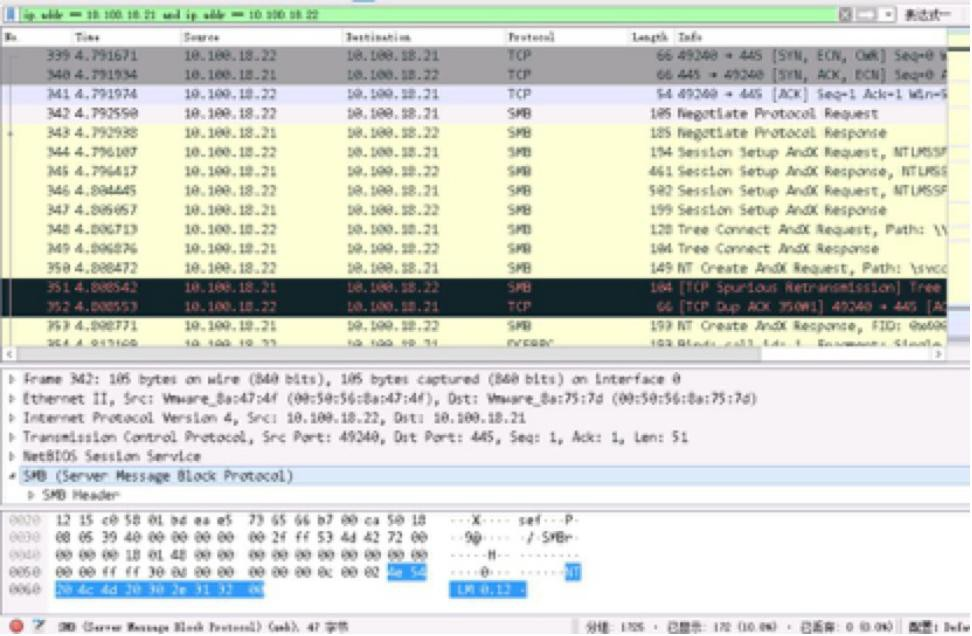 ip.addr == 10.100.18.21 and ip.addr == 10.100.18.22 表达式…
No. Time Source Destination Protocol Length Info
339 4.791671 10.100.18.22 10.100.18.21 TCP 66 49240 → 445 [SYN, ECN, CWR] Seq=0 W
340 4.791934 10.100.18.21 10.100.18.22 TCP 66 445 → 49240 [SYN, ACK, ECN] Seq=0 A
341 4.791974 10.100.18.22 10.100.18.21 TCP 54 49240 → 445 [ACK] Seq=1 Ack=1 Win=5
342 4.792550 10.100.18.22 10.100.18.21 SMB 105 Negotiate Protocol Request
343 4.792938 10.100.18.21 10.100.18.22 SMB 185 Negotiate Protocol Response
344 4.796107 10.100.18.22 10.100.18.21 SMB 194 Session Setup AndX Request, NTLMSSP
345 4.796417 10.100.18.21 10.100.18.22 SMB 461 Session Setup AndX Response, NTLMSS
346 4.804445 10.100.18.22 10.100.18.21 SMB 502 Session Setup AndX Request, NTLMSSP
347 4.805057 10.100.18.21 10.100.18.22 SMB 199 Session Setup AndX Response
348 4.806713 10.100.18.22 10.100.18.21 SMB 128 Tree Connect AndX Request, Path: \\
349 4.806876 10.100.18.21 10.100.18.22 SMB 104 Tree Connect AndX Response
350 4.808472 10.100.18.22 10.100.18.21 SMB 149 NT Create AndX Request, Path: \svcc
351 4.808542 10.100.18.21 10.100.18.22 SMB 104 [TCP Spurious Retransmission] Tree
352 4.808553 10.100.18.22 10.100.18.21 TCP 66 [TCP Dup ACK 350#1] 49240 → 445 [AC
353 4.808771 10.100.18.21 10.100.18.22 SMB 193 NT Create AndX Response, FID: 0x400
354 4.812169 10.100.18.22 10.100.18.21 DCERPC 193 Bind: call_id: 1, Fragment: Single
Frame 342: 105 bytes on wire (840 bits), 105 bytes captured (840 bits) on interface 0
Ethernet II, Src: Vmware_8a:47:4f (00:50:56:8a:47:4f), Dst: Vmware_8a:75:7d (00:50:56:8a:75:7d)
Internet Protocol Version 4, Src: 10.100.18.22, Dst: 10.100.18.21
Transmission Control Protocol, Src Port: 49240, Dst Port: 445, Seq: 1, Ack: 1, Len: 51
NetBIOS Session Service
SMB (Server Message Block Protocol)
SMB Header
0020 12 15 c0 58 01 bd ea e5 73 65 66 b7 00 ca 50 18 ···X···· sef···P·
0030 08 05 39 40 00 00 00 00 00 2f ff 53 4d 42 72 00 ··9@···· ·/·SMBr·
0040 00 00 00 18 01 48 00 00 00 00 00 00 00 00 00 00 ·····H·· ········
0050 00 00 ff ff 30 0d 00 00 00 00 00 0c 00 02 4e 54 ····0··· ······NT
0060 20 4c 4d 20 30 2e 31 32 00 LM 0.12 ·
SMB (Server Message Block Protocol) (smb), 47 字节 分组: 1725 · 已显示: 172 (10.0%) · 已丢弃: 0 (0.0%) 配置: Defa